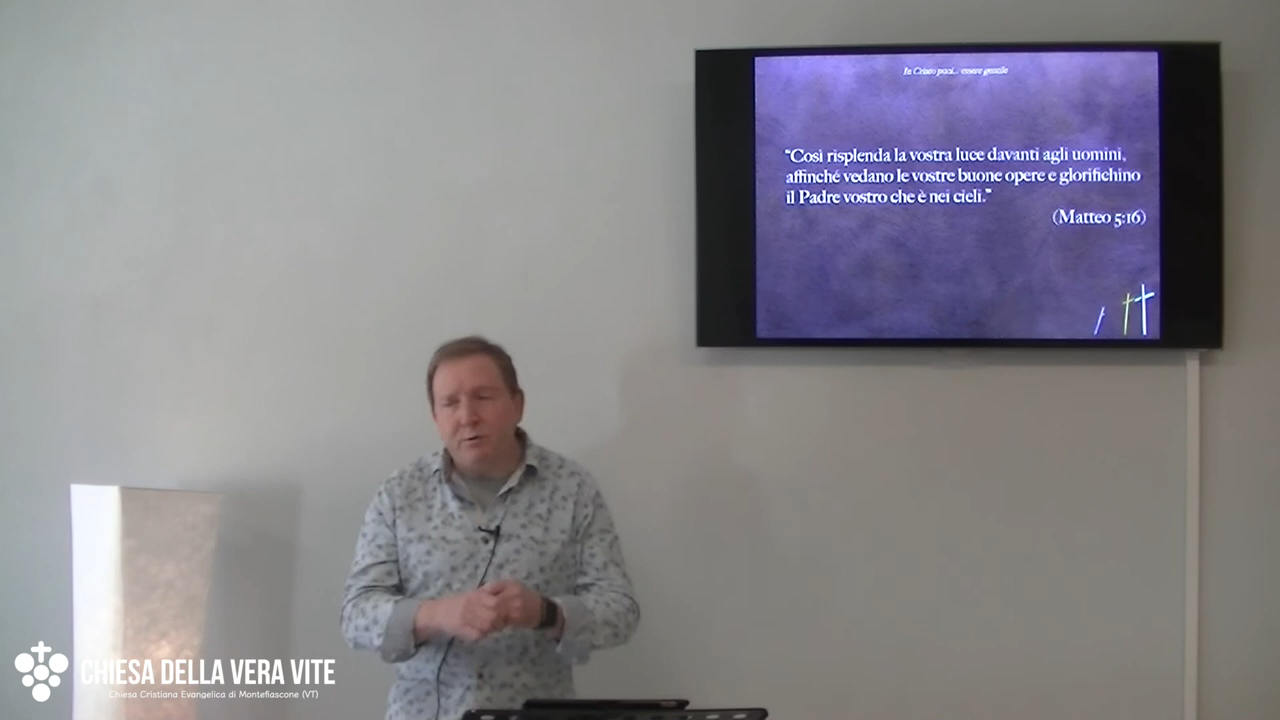 In Cristo puoi... essere gentile
"Così risplenda la vostra luce davanti agli uomini,
affinché vedano le vostre buone opere e glorifichino
il Padre vostro che è nei cieli."
(Matteo 5:16)
CHIESA DELLA VERA VITE
Chiesa Cristiana Evangelica di Montefiascone (VT)